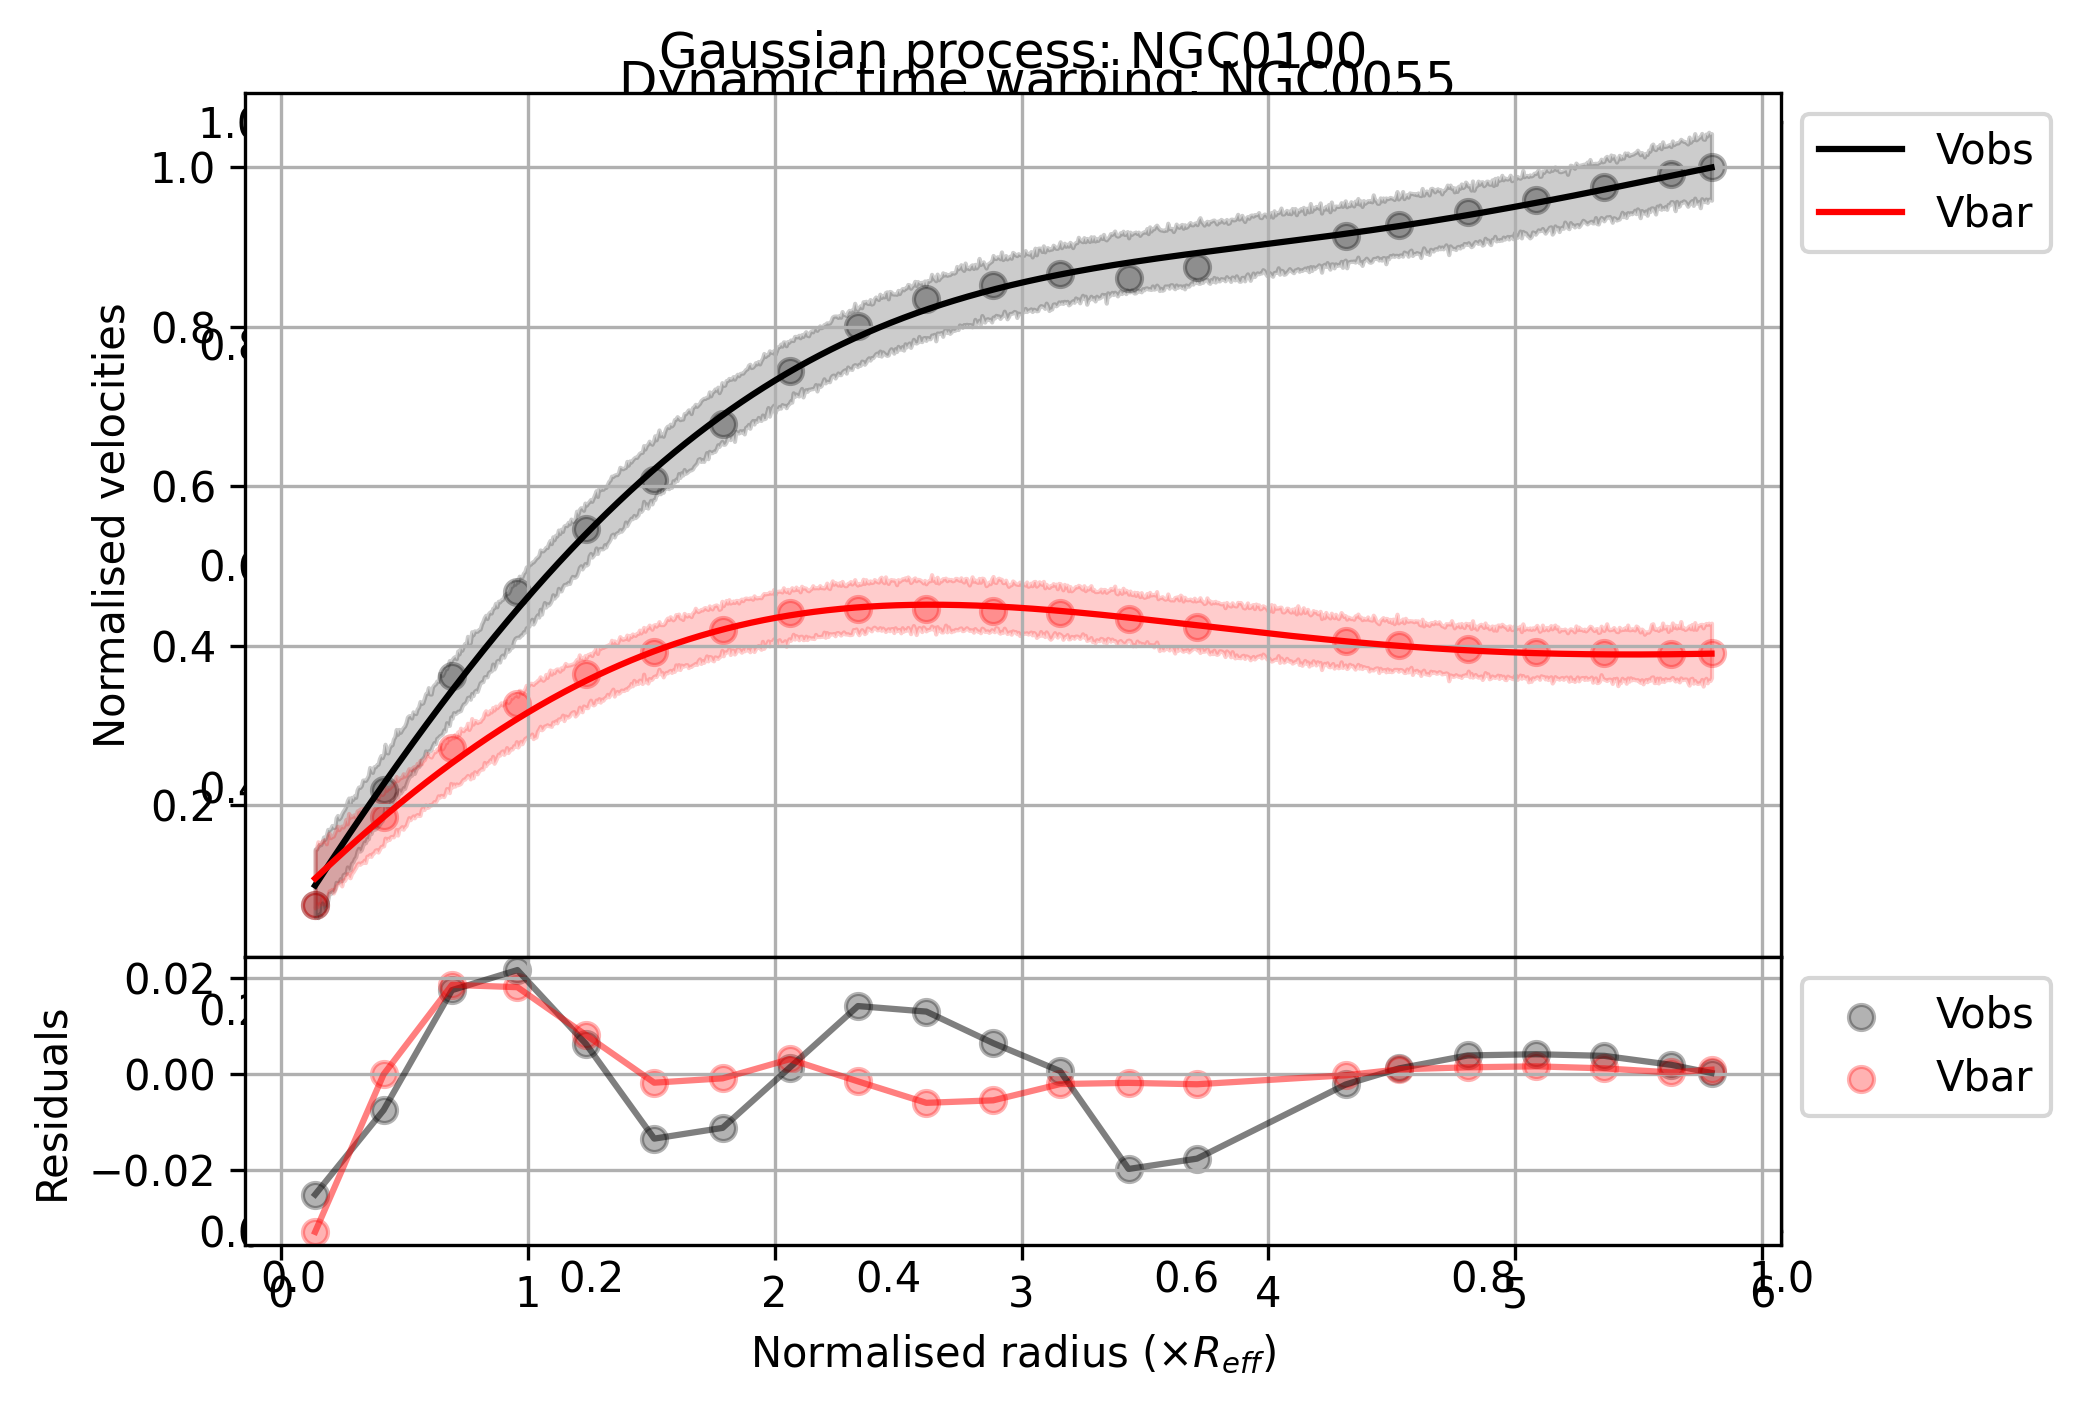 Gaussian process: NGC0100
Dynamic time warping: NGC0055
1.0
0.8
0.6
0.4
0.2
Normalised velocities
Vobs
Vbar
0.02
0.00
−0.02
Residuals
Vobs
Vbar
0.0 0.2 0.4 0.6 0.8 1.0
0 1 2 3 4 5 6
Normalised radius (×R_eff)